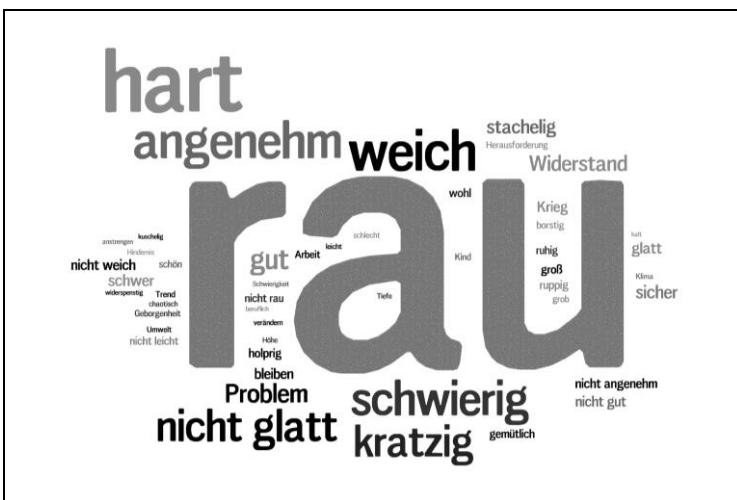 hart
angenehm
weich
stachelig
Herausforderung
Widerstand
rau
wohl
Krieg
borstig
kuschelig
anstrengen
Hindernis
nicht weich
schön
schwer
widerspenstig
Trend
chaotisch
Geborgenheit
Umwelt
nicht leicht
gut
Arbeit
leicht
schlecht
Kind
Schwierigkeit
nicht rau
beruflich
Tiefe
verändern
Höhe
holprig
bleiben
ruhig
groß
ruppig
grob
kalt
glatt
Klima
sicher
Problem
schwierig
nicht angenehm
nicht gut
nicht glatt
kratzig
gemütlich